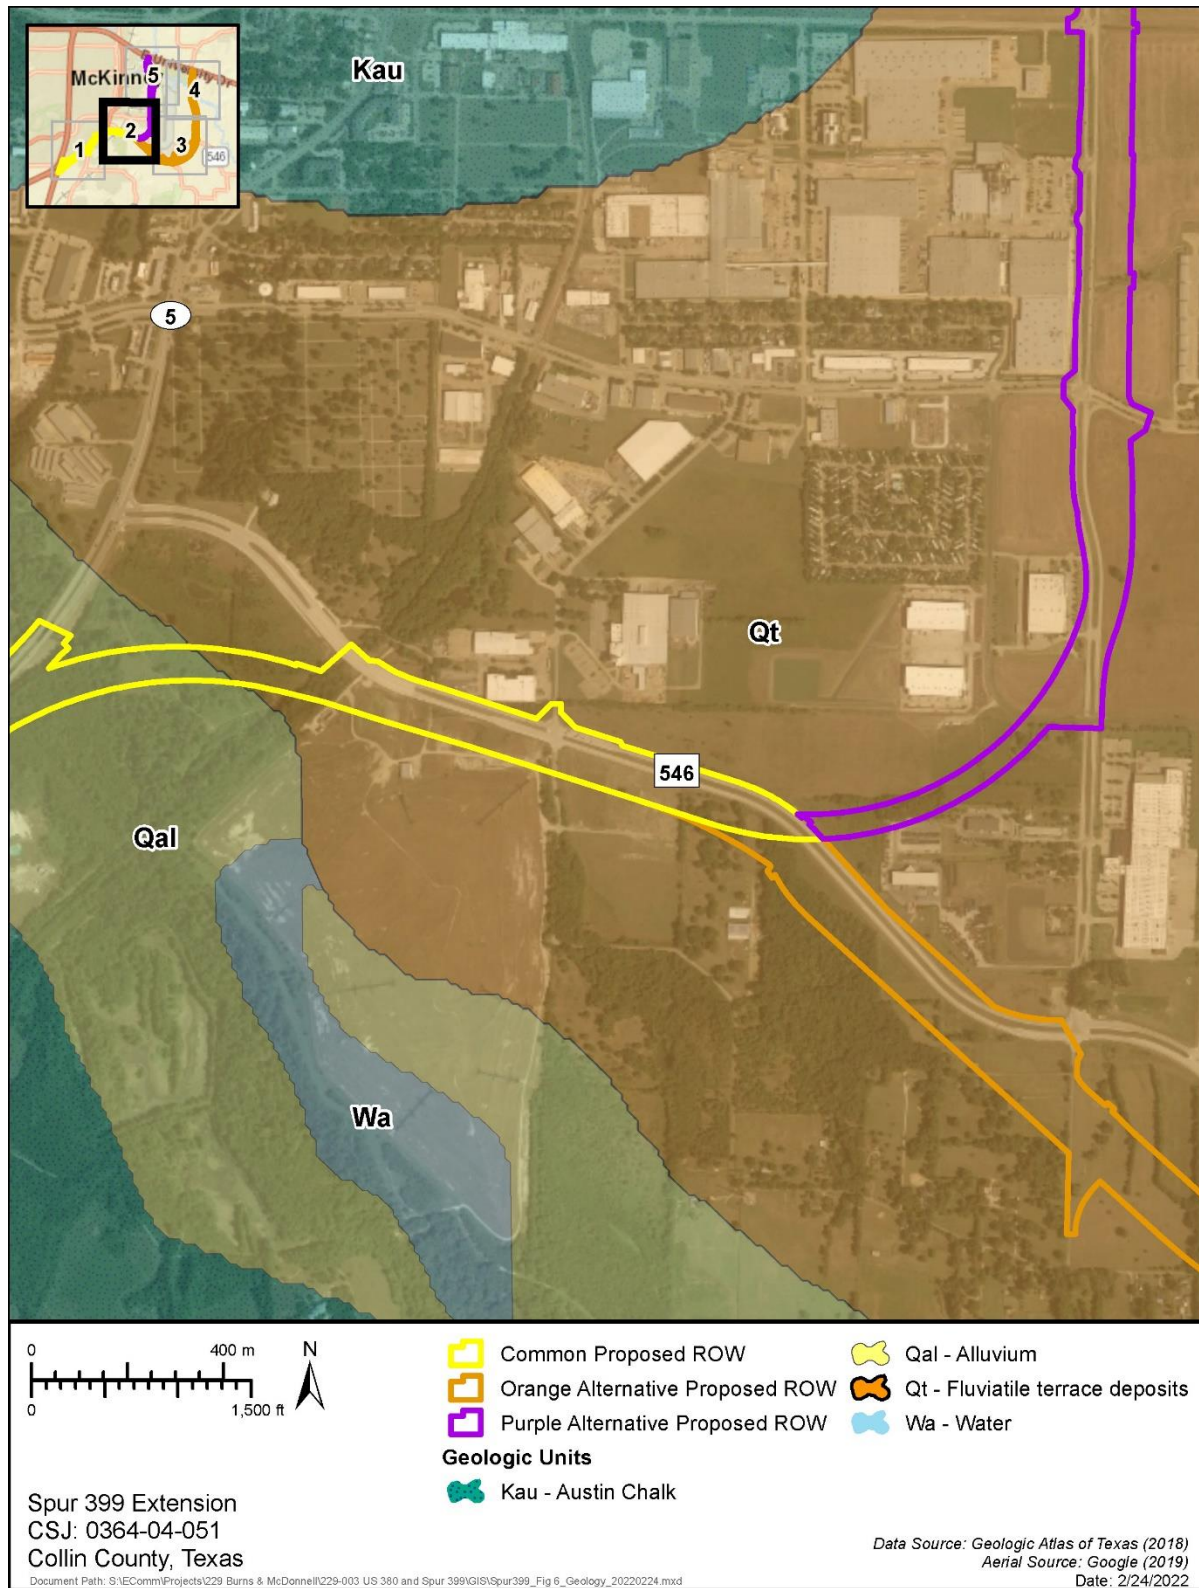 McKinne
E University Dr
5
4
2
1
3
546
Kau
5
Qt
546
Qal
Wa
0 400 m
0 1,500 ft
N
Common Proposed ROW
Orange Alternative Proposed ROW
Purple Alternative Proposed ROW
Geologic Units
Kau - Austin Chalk
Qal - Alluvium
Qt - Fluviatile terrace deposits
Wa - Water
Spur 399 Extension
CSJ: 0364-04-051
Collin County, Texas
Data Source: Geologic Atlas of Texas (2018)
Aerial Source: Google (2019)
Date: 2/24/2022
Document Path: S:\EComm\Projects\229 Burns & McDonnell\229-003 US 380 and Spur 399\GIS\Spur399_Fig 6_Geology_20220224.mxd